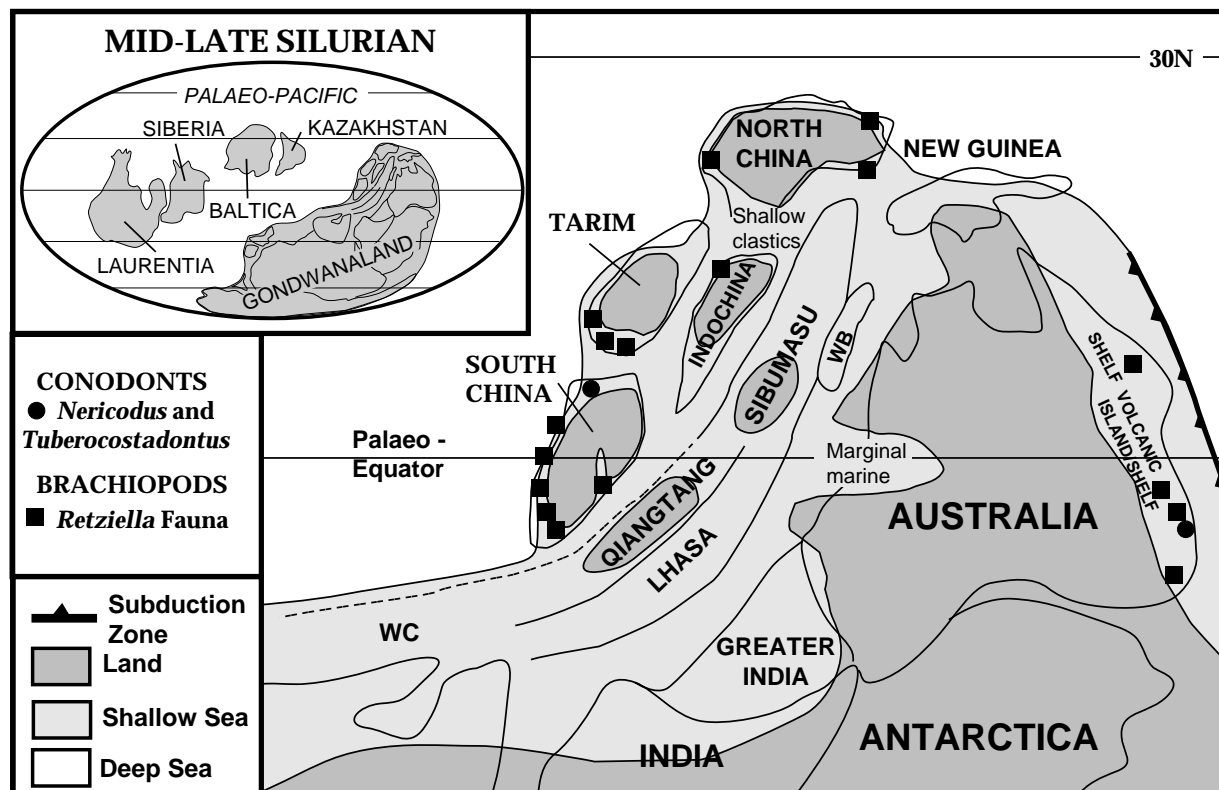 MID-LATE SILURIAN
PALAEO-PACIFIC
SIBERIA
KAZAKHSTAN
BALTICA
LAURENTIA
GONDWANALAND
CONODONTS
Nericodus and
Tuberocostadontus
BRACHIOPODS
Retziella Fauna
Subduction
Zone
Land
Shallow Sea
Deep Sea
30N
NORTH
CHINA
NEW GUINEA
Shallow
clastics
TARIM
INDOCHINA
SIBUMASU
WB
SOUTH
CHINA
SHELF
VOLCANIC
ISLAND/SHELF
Palaeo -
Equator
Marginal
marine
QIANGTANG
AUSTRALIA
LHASA
WC
GREATER
INDIA
INDIA
ANTARCTICA